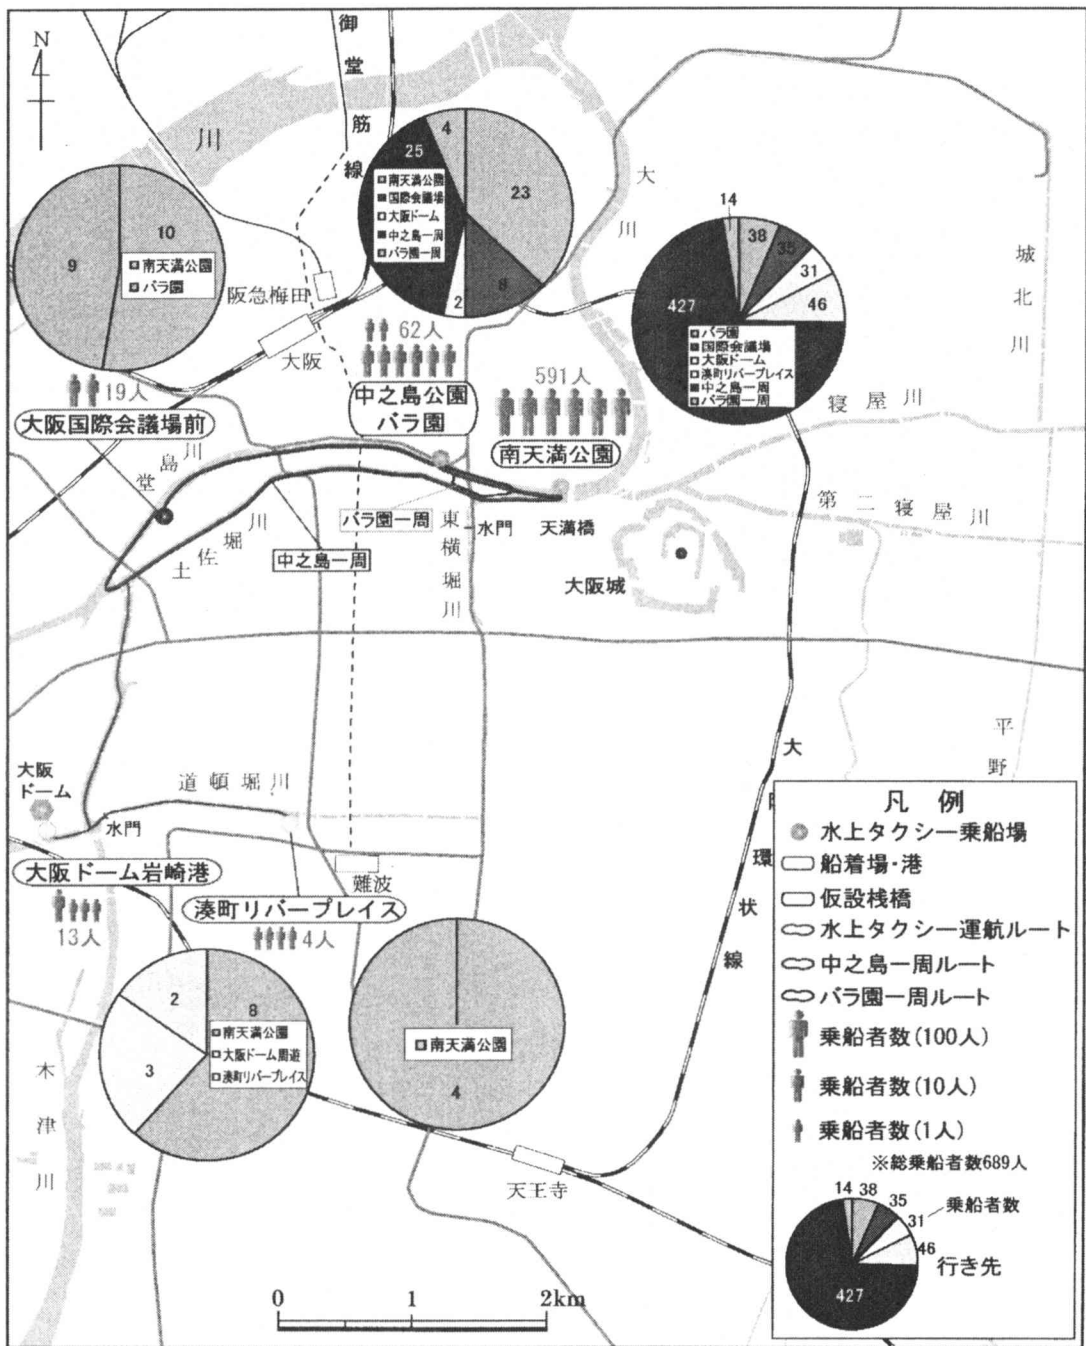 N
御堂筋線
川
大川
城北川
10
9
南天満公園
バラ園
4
25
23
8
2
南天満公園
国際会議場
大阪ドーム
中之島一周
バラ園一周
14
38
35
31
46
427
バラ園
国際会議場
大阪ドーム
湊町リバープレイス
中之島一周
バラ園一周
阪急梅田
大阪
19人
大阪国際会議場前
62人
中之島公園
バラ園
591人
南天満公園
寝屋川
第二寝屋川
堂島川
土佐堀川
バラ園一周
中之島一周
東横堀川
水門
天満橋
大阪城
平野
大阪
ドーム
道頓堀川
水門
大阪ドーム岩崎港
13人
湊町リバープレイス
4人
難波
大
環状線
2
8
3
南天満公園
大阪ドーム周遊
湊町リバープレイス
南天満公園
4
木津川
天王寺
0 1 2km
凡 例
水上タクシー乗船場
船着場・港
仮設桟橋
水上タクシー運航ルート
中之島一周ルート
バラ園一周ルート
乗船者数(100人)
乗船者数(10人)
乗船者数(1人)
※総乗船者数689人
14
38
35
31
46
427
乗船者数
行き先